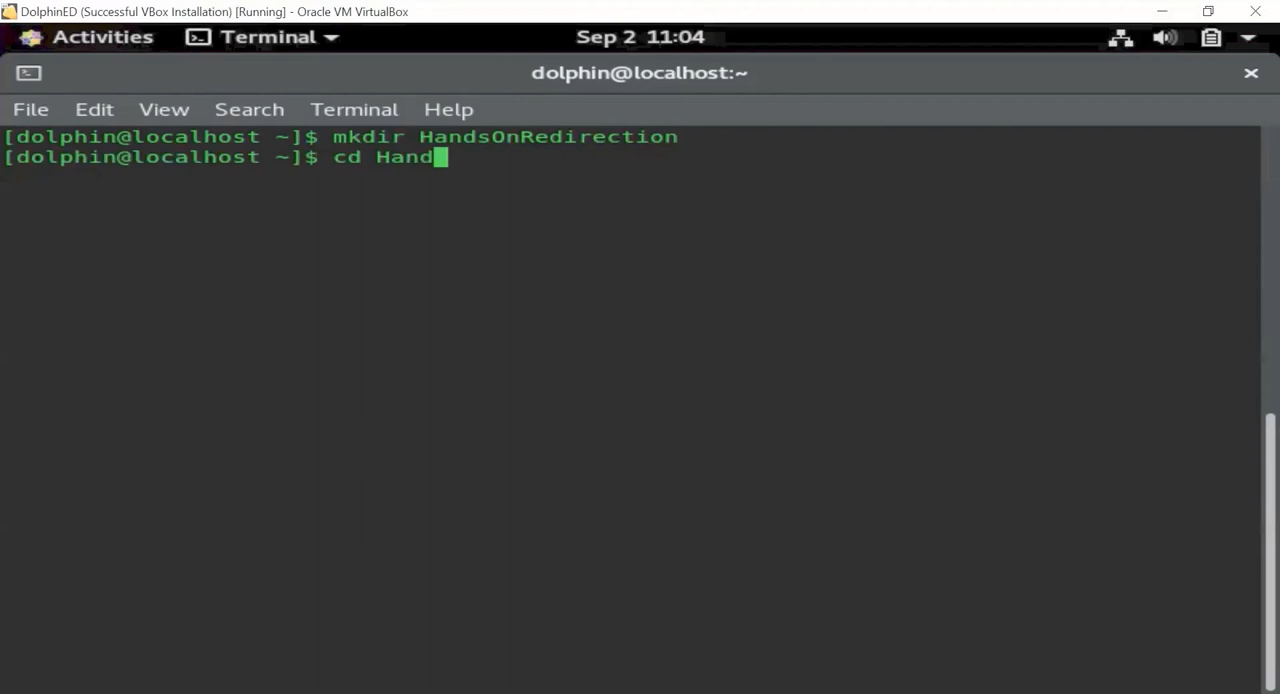 DolphinED (Successful VBox Installation) [Running] - Oracle VM VirtualBox
Activities Terminal Sep 2 11:04
dolphin@localhost:~
File Edit View Search Terminal Help
[dolphin@localhost ~]$ mkdir HandsOnRedirection
[dolphin@localhost ~]$ cd Hand